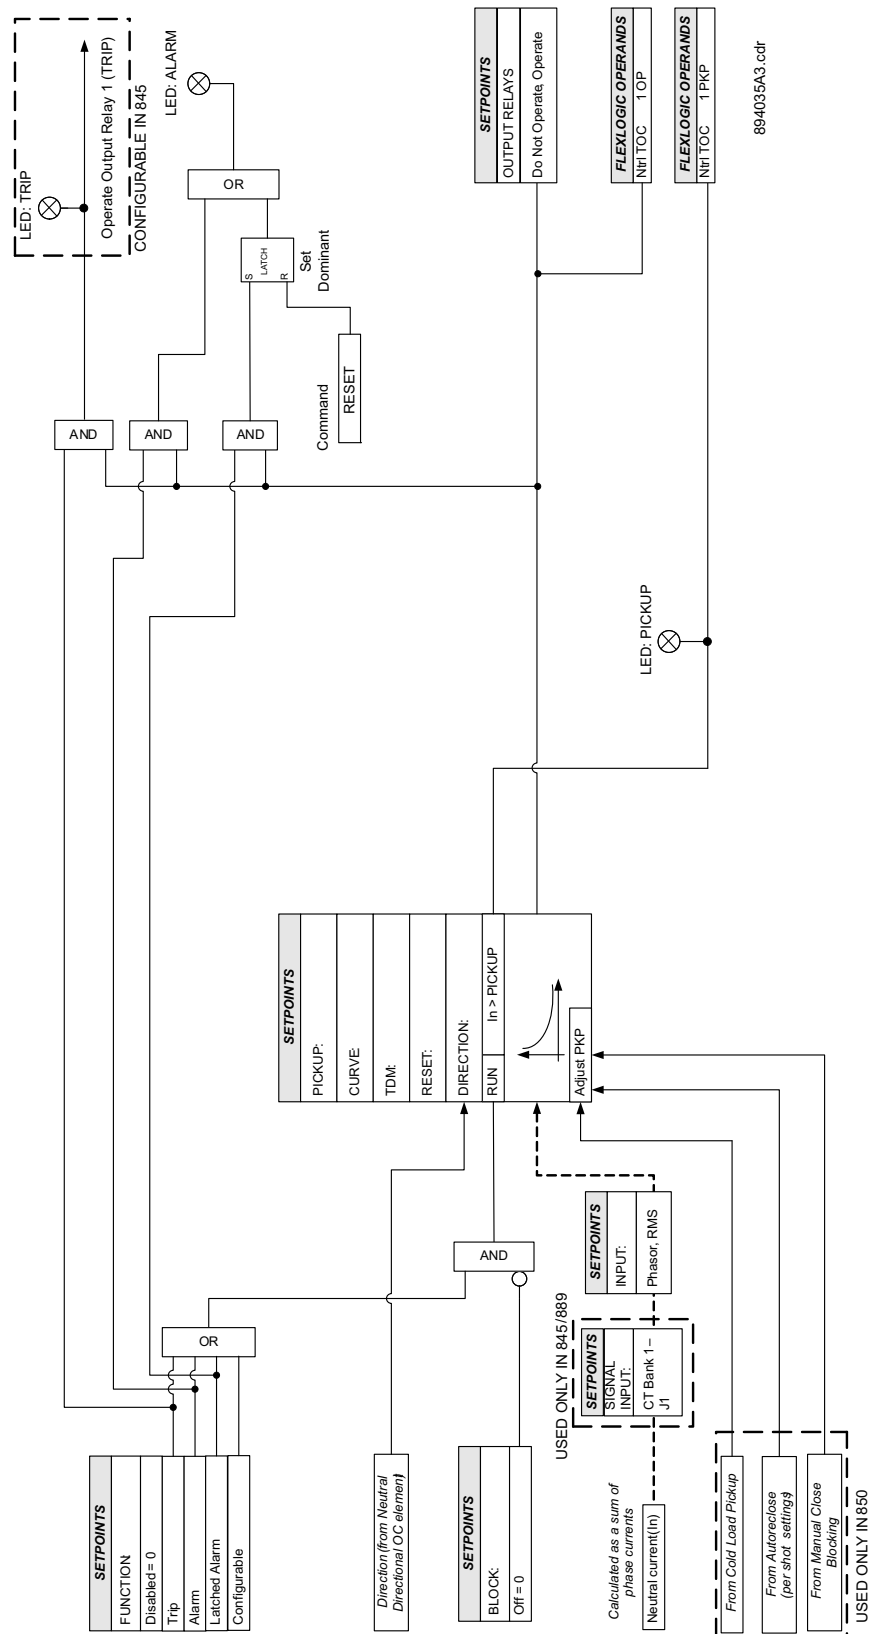 LED: TRIP
Operate Output Relay 1 (TRIP)
CONFIGURABLE IN 845
LED: ALARM
OR
S
LATCH
R
Set
Dominant
AND
AND
AND
Command
RESET
SETPOINTS
OUTPUT RELAYS
Do Not Operate, Operate
FLEXLOGIC OPERANDS
Ntrl TOC 1 OP
FLEXLOGIC OPERANDS
Ntrl TOC 1 PKP
894035A3.cdr
LED: PICKUP
SETPOINTS
PICKUP:
CURVE:
TDM:
RESET:
DIRECTION:
RUN
In > PICKUP
Adjust PKP
AND
OR
SETPOINTS
FUNCTION:
Disabled = 0
Trip
Alarm
Latched Alarm
Configurable
Direction (from Neutral
Directional OC element)
SETPOINTS
BLOCK:
Off = 0
USED ONLY IN 845/889
SETPOINTS
SIGNAL
INPUT:
CT Bank 1 –
J1
SETPOINTS
INPUT:
Phasor, RMS
Calculated as a sum of
phase currents
Neutral current(In)
From Cold Load Pickup
From Autoreclose
(per shot settings)
From Manual Close
Blocking
USED ONLY IN 850